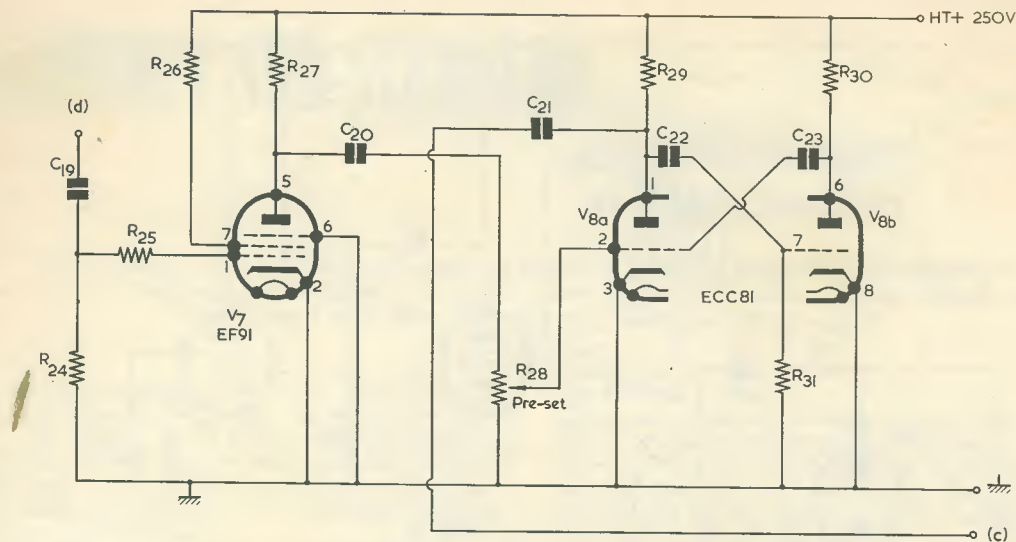 HT+ 250V
R26
R27
R29
R30
(d)
C21
C20
C22
C23
C19
5
1
6
V8a
V8b
7
6
R25
2
7
1
3
ECC81
8
2
V7
EF91
R24
R28
Pre-set
R31
(c)